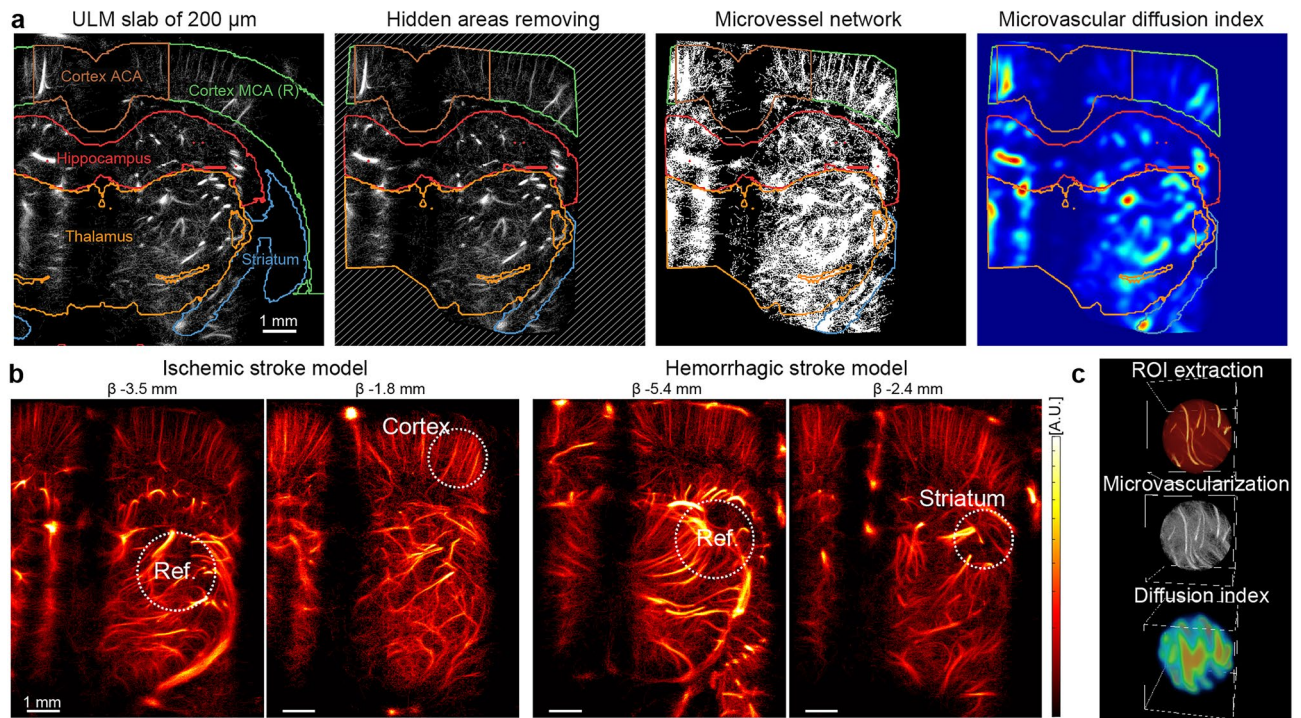 a
ULM slab of 200 µm
Hidden areas removing
Microvessel network
Microvascular diffusion index
Cortex ACA
Cortex MCA (R)
Hippocampus
Thalamus
Striatum
1 mm
b
Ischemic stroke model
Hemorrhagic stroke model
β -3.5 mm
β -1.8 mm
β -5.4 mm
β -2.4 mm
Cortex
Ref.
Ref.
Striatum
1 mm
[A.U.]
c
ROI extraction
Microvascularization
Diffusion index